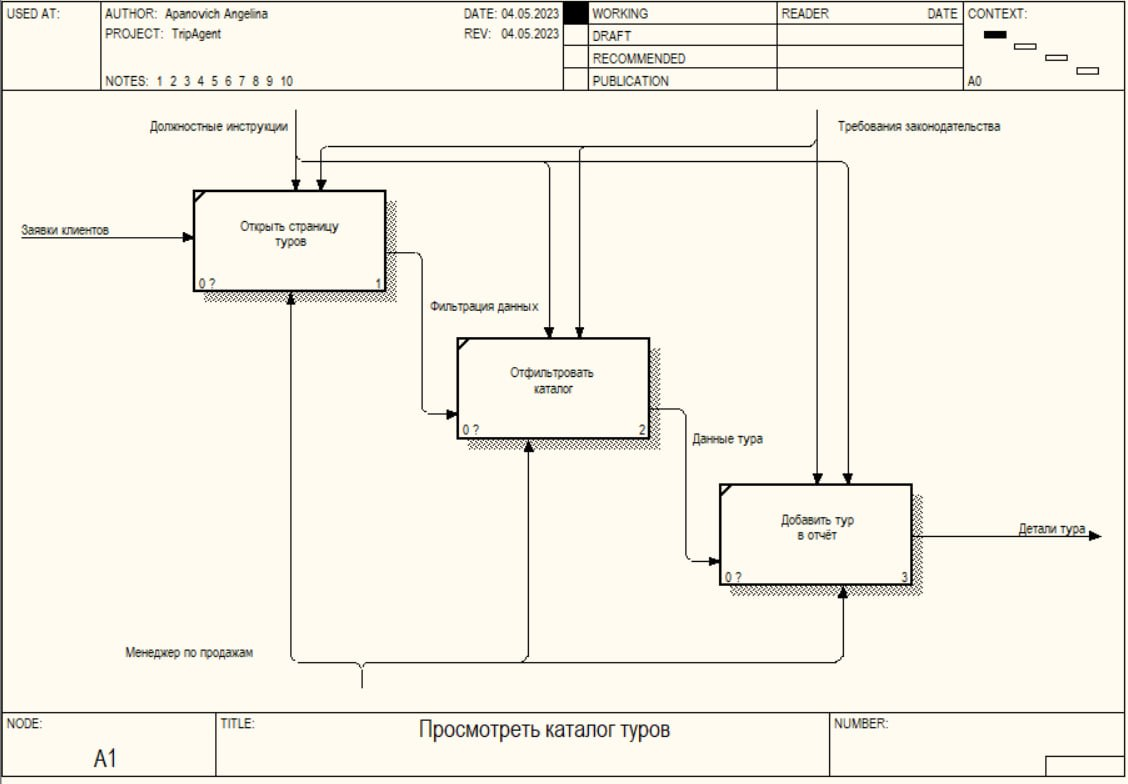 USED AT:
AUTHOR: Apanovich Angelina
DATE: 04.05.2023
PROJECT: TripAgent
REV: 04.05.2023
NOTES: 1 2 3 4 5 6 7 8 9 10
WORKING
DRAFT
RECOMMENDED
PUBLICATION
READER
DATE
CONTEXT:
A0
Должностные инструкции
Требования законодательства
Заявки клиентов
Открыть страницу
туров
0 ?
1
Фильтрация данных
Отфильтровать
каталог
0 ?
2
Данные тура
Добавить тур
в отчёт
0 ?
3
Детали тура
Менеджер по продажам
NODE:
A1
TITLE:
Просмотреть каталог туров
NUMBER: